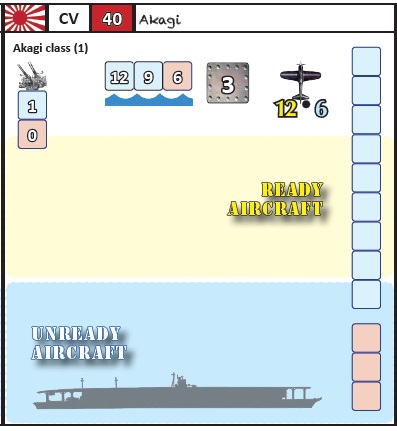 CV 40 Akagi
Akagi class (1)
12 9 6 3
1
12 6
0
READY
AIRCRAFT
UNREADY
AIRCRAFT